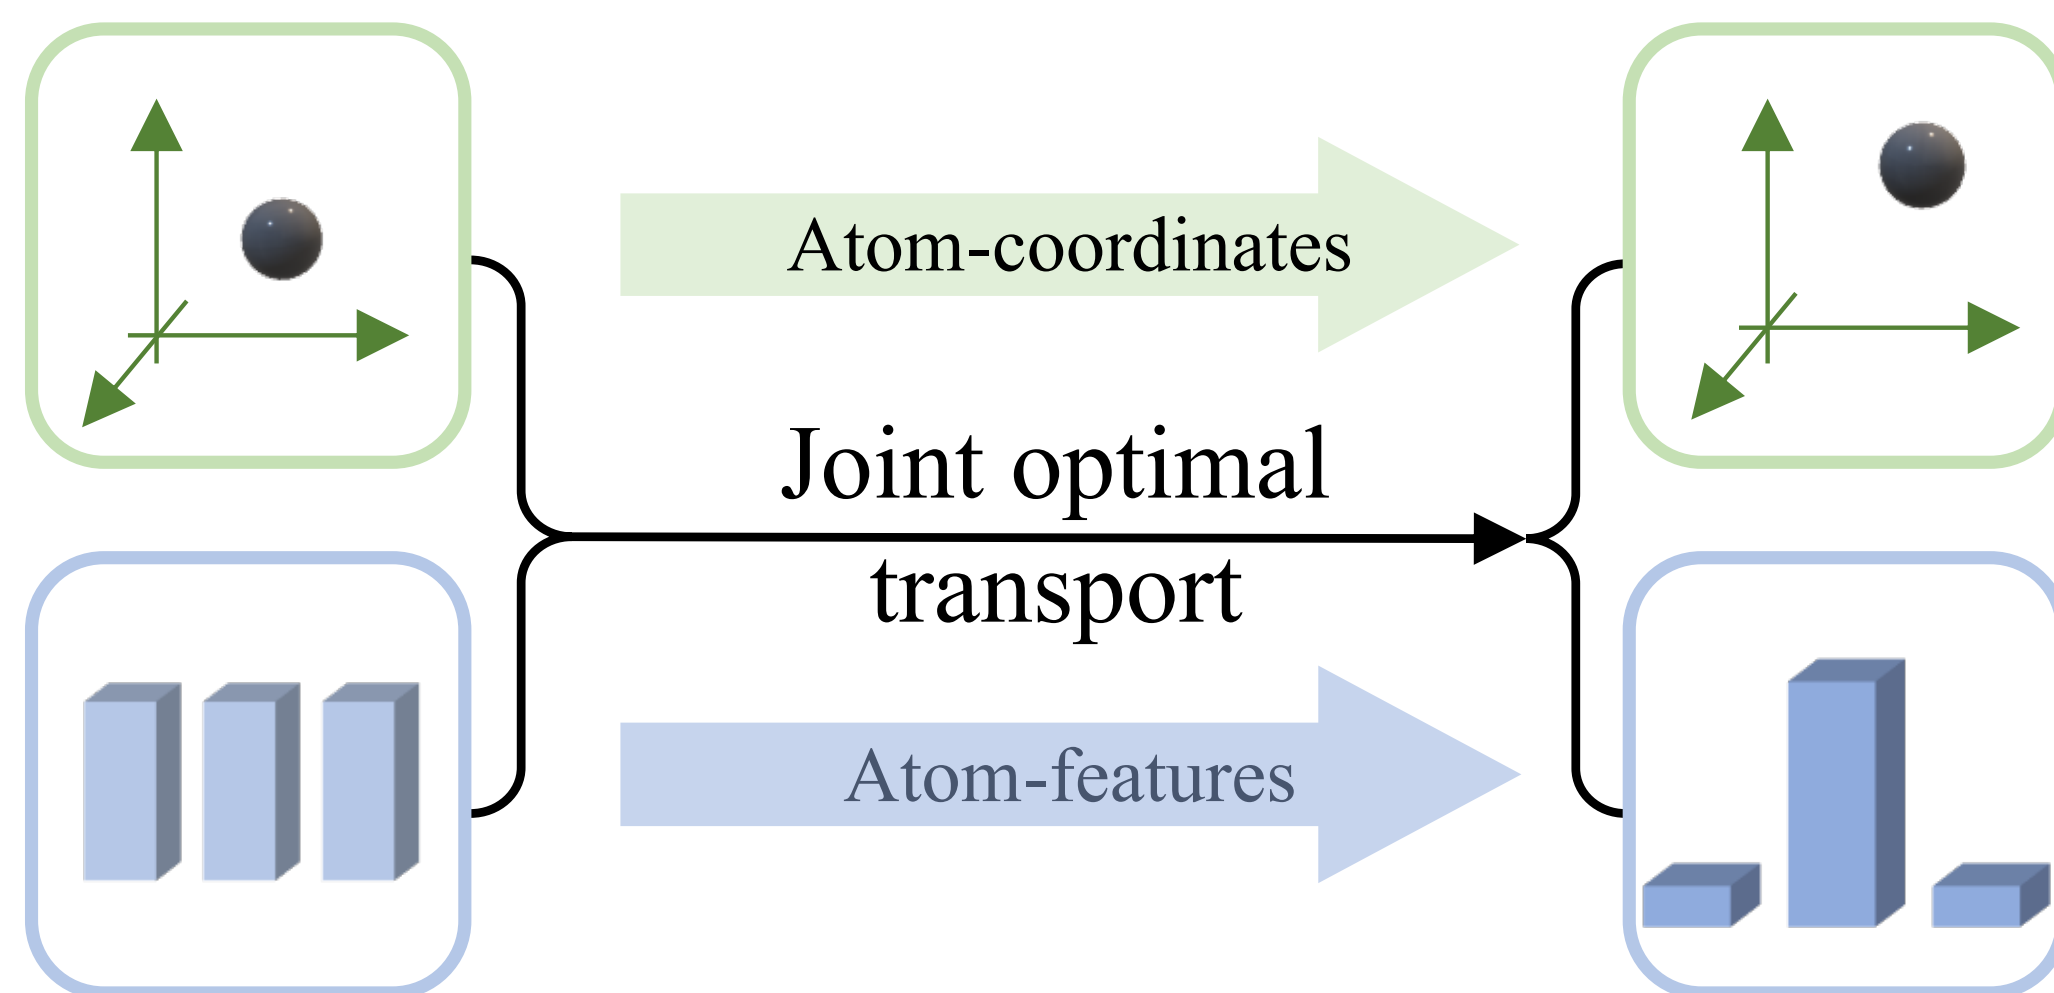 Atom-coordinates
Joint optimal
transport
Atom-features